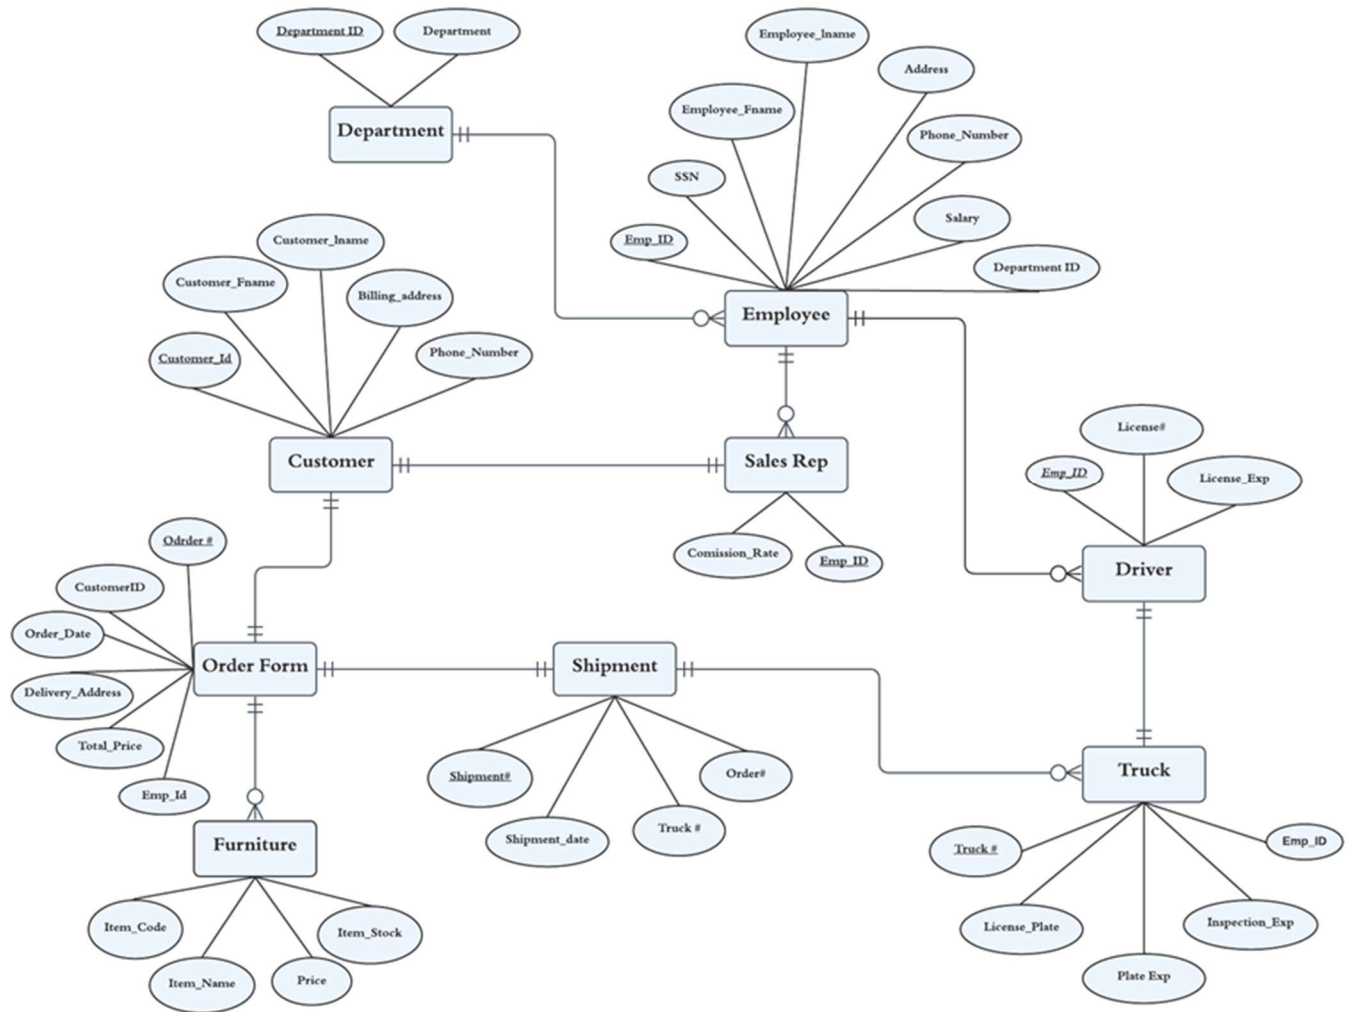 Department ID
Department
Department
Employee_lname
Address
Employee_Fname
Phone_Number
SSN
Salary
Emp_ID
Department ID
Employee
Customer_lname
Customer_Fname
Billing_address
Customer_Id
Phone_Number
Customer
Sales Rep
Comission_Rate
Emp_ID
License#
Emp_ID
License_Exp
Driver
Odrder #
CustomerID
Order_Date
Delivery_Address
Total_Price
Emp_Id
Order Form
Shipment
Shipment#
Shipment_date
Truck #
Order#
Truck
Truck #
License_Plate
Plate Exp
Inspection_Exp
Emp_ID
Furniture
Item_Code
Item_Name
Price
Item_Stock